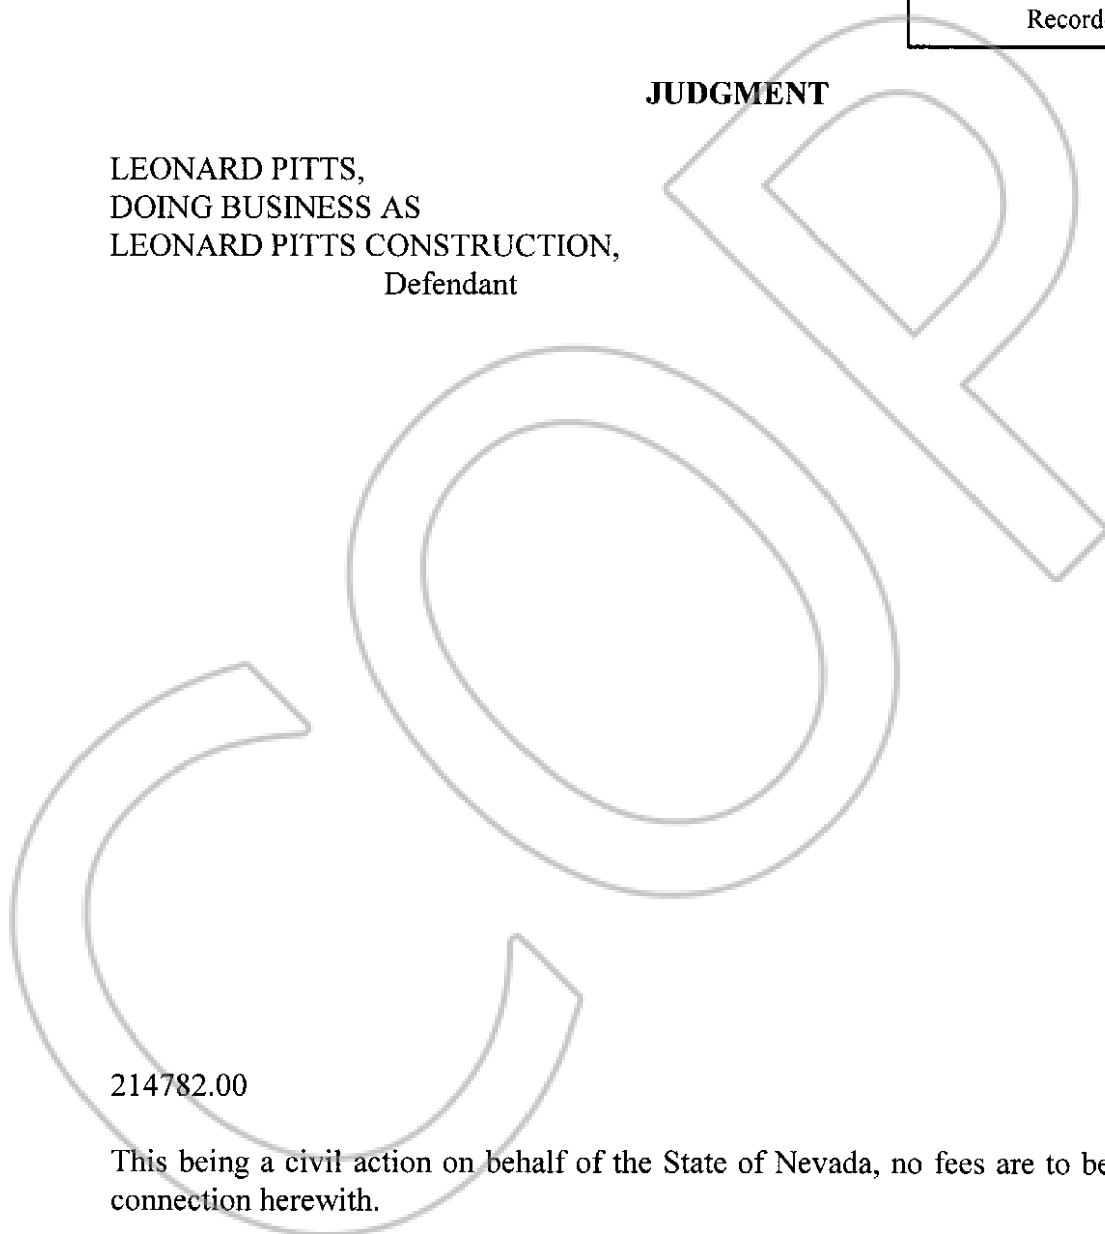 Record
JUDGMENT
LEONARD PITTS,
DOING BUSINESS AS
LEONARD PITTS CONSTRUCTION,
Defendant
COP
214782.00
This being a civil action on behalf of the State of Nevada, no fees are to be
connection herewith.